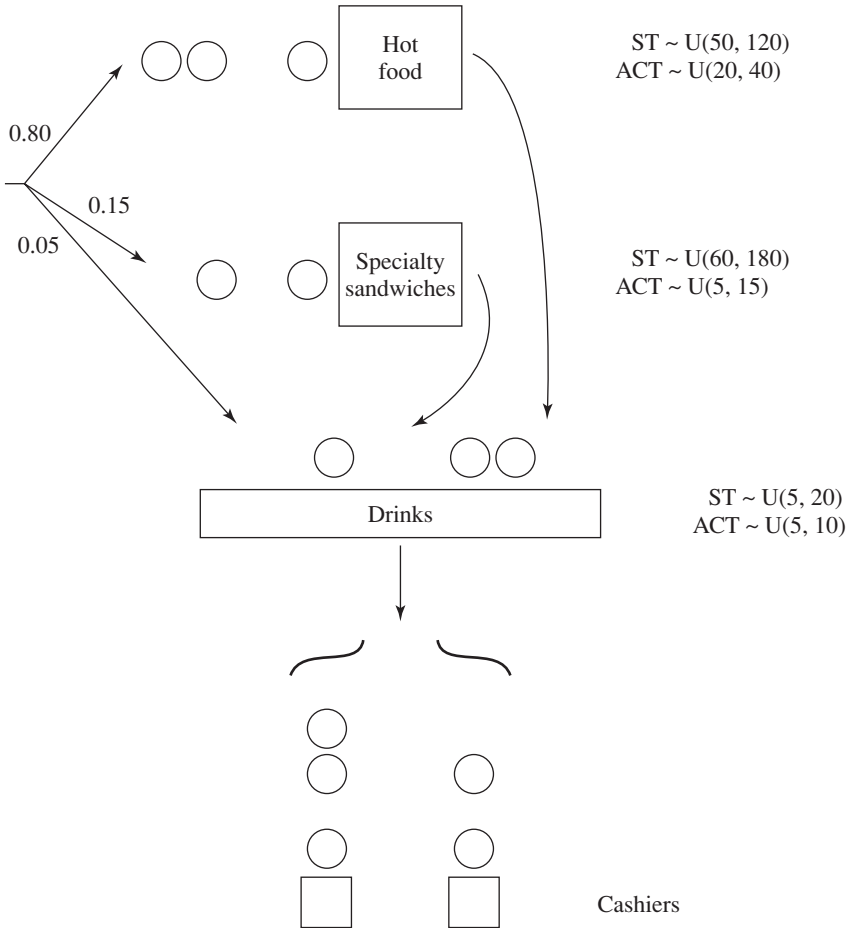 Hot
food
ST ~ U(50, 120)
ACT ~ U(20, 40)
0.80
0.15
0.05
Specialty
sandwiches
ST ~ U(60, 180)
ACT ~ U(5, 15)
Drinks
ST ~ U(5, 20)
ACT ~ U(5, 10)
Cashiers